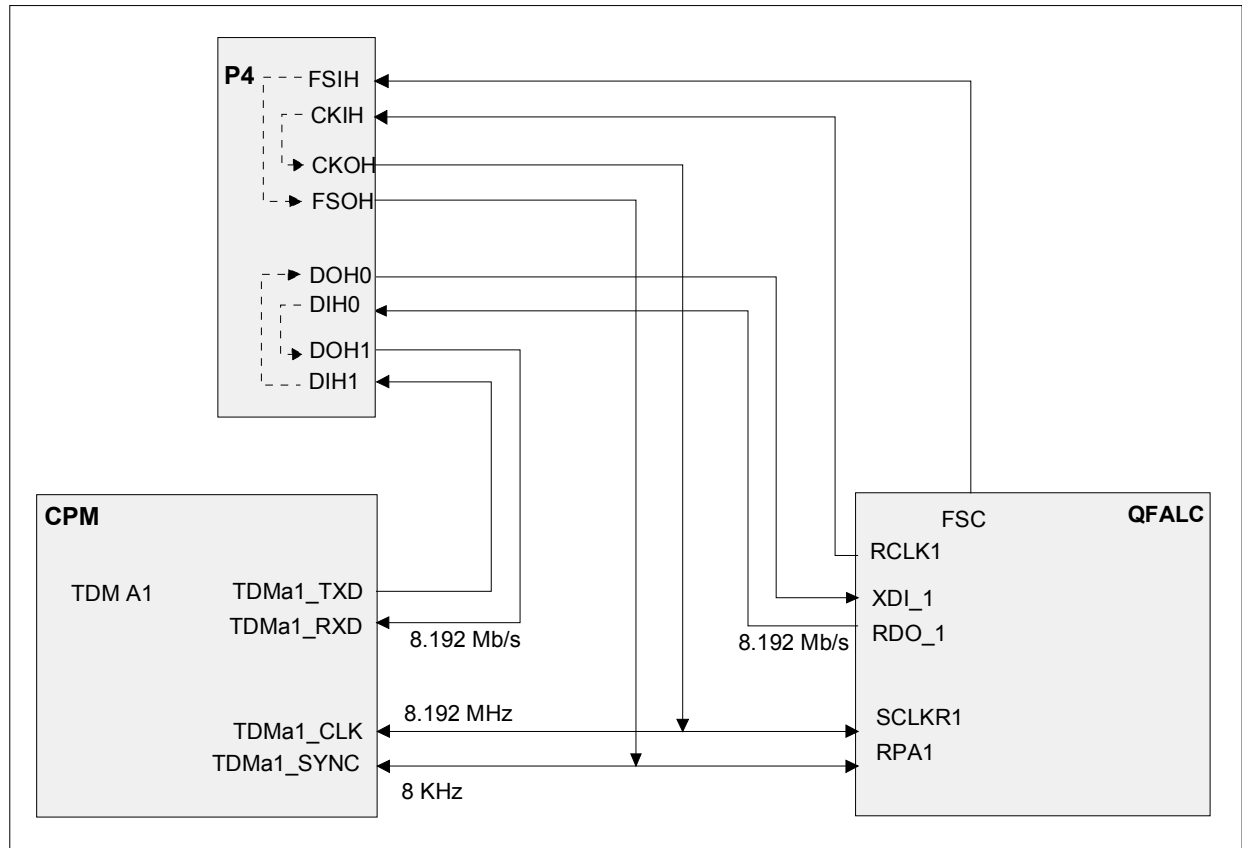 P4
FSIH
CKIH
CKOH
FSOH
DOH0
DIH0
DOH1
DIH1
CPM
TDM A1
TDMa1_TXD
TDMa1_RXD
8.192 Mb/s
TDMa1_CLK
8.192 MHz
TDMa1_SYNC
8 KHz
QFALC
FSC
RCLK1
XDI_1
RDO_1
8.192 Mb/s
SCLKR1
RPA1